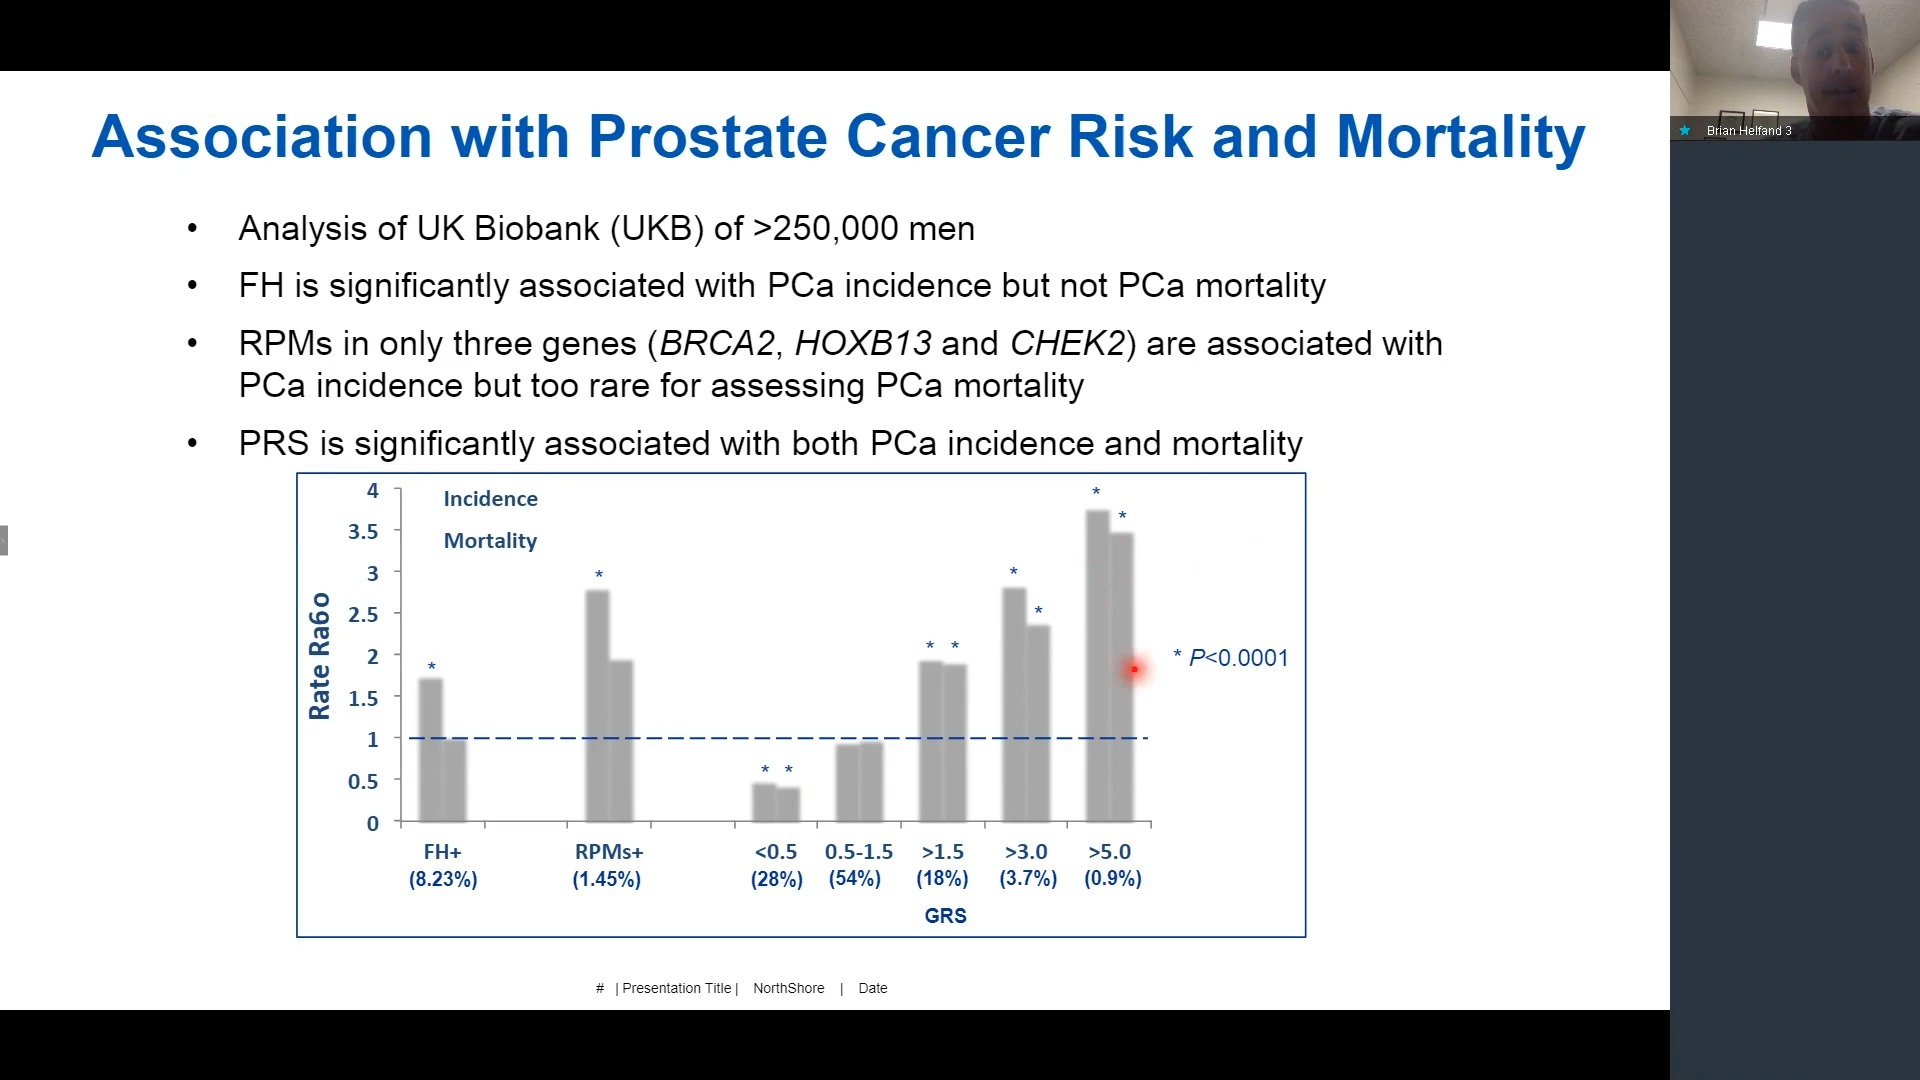 Association with Prostate Cancer Risk and Mortality
• Analysis of UK Biobank (UKB) of >250,000 men
• FH is significantly associated with PCa incidence but not PCa mortality
• RPMs in only three genes (BRCA2, HOXB13 and CHEK2) are associated with
PCa incidence but too rare for assessing PCa mortality
• PRS is significantly associated with both PCa incidence and mortality
Incidence
Mortality
Rate Ra6o
4
3.5
3
2.5
2
1.5
1
0.5
0
*
*
* *
* *
* *
* *
* P<0.0001
FH+ RPMs+ <0.5 0.5-1.5 >1.5 >3.0 >5.0
(8.23%) (1.45%) (28%) (54%) (18%) (3.7%) (0.9%)
GRS
# | Presentation Title | NorthShore | Date
Brian Helfand 3